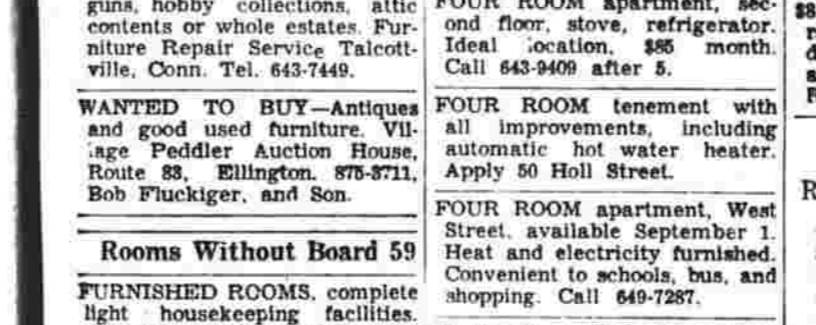 guns, hobby collections, attic
contents or whole estates. Fur-
niture Repair Service Talcott-
ville, Conn. Tel. 643-7449.
WANTED TO BUY—Antiques
and good used furniture. Vil-
lage Peddler Auction House,
Route 83, Ellington. 875-3711,
Bob Fluckiger, and Son.
Rooms Without Board 59
FURNISHED ROOMS, complete
light housekeeping facilities.
FOUR ROOM apartment, sec-
ond floor, stove, refrigerator.
Ideal location, $85 month.
Call 643-9409 after 5.
FOUR ROOM tenement with
all improvements, including
automatic hot water heater.
Apply 50 Holl Street.
FOUR ROOM apartment, West
Street, available September 1.
Heat and electricity furnished.
Convenient to schools, bus, and
shopping. Call 649-7287.